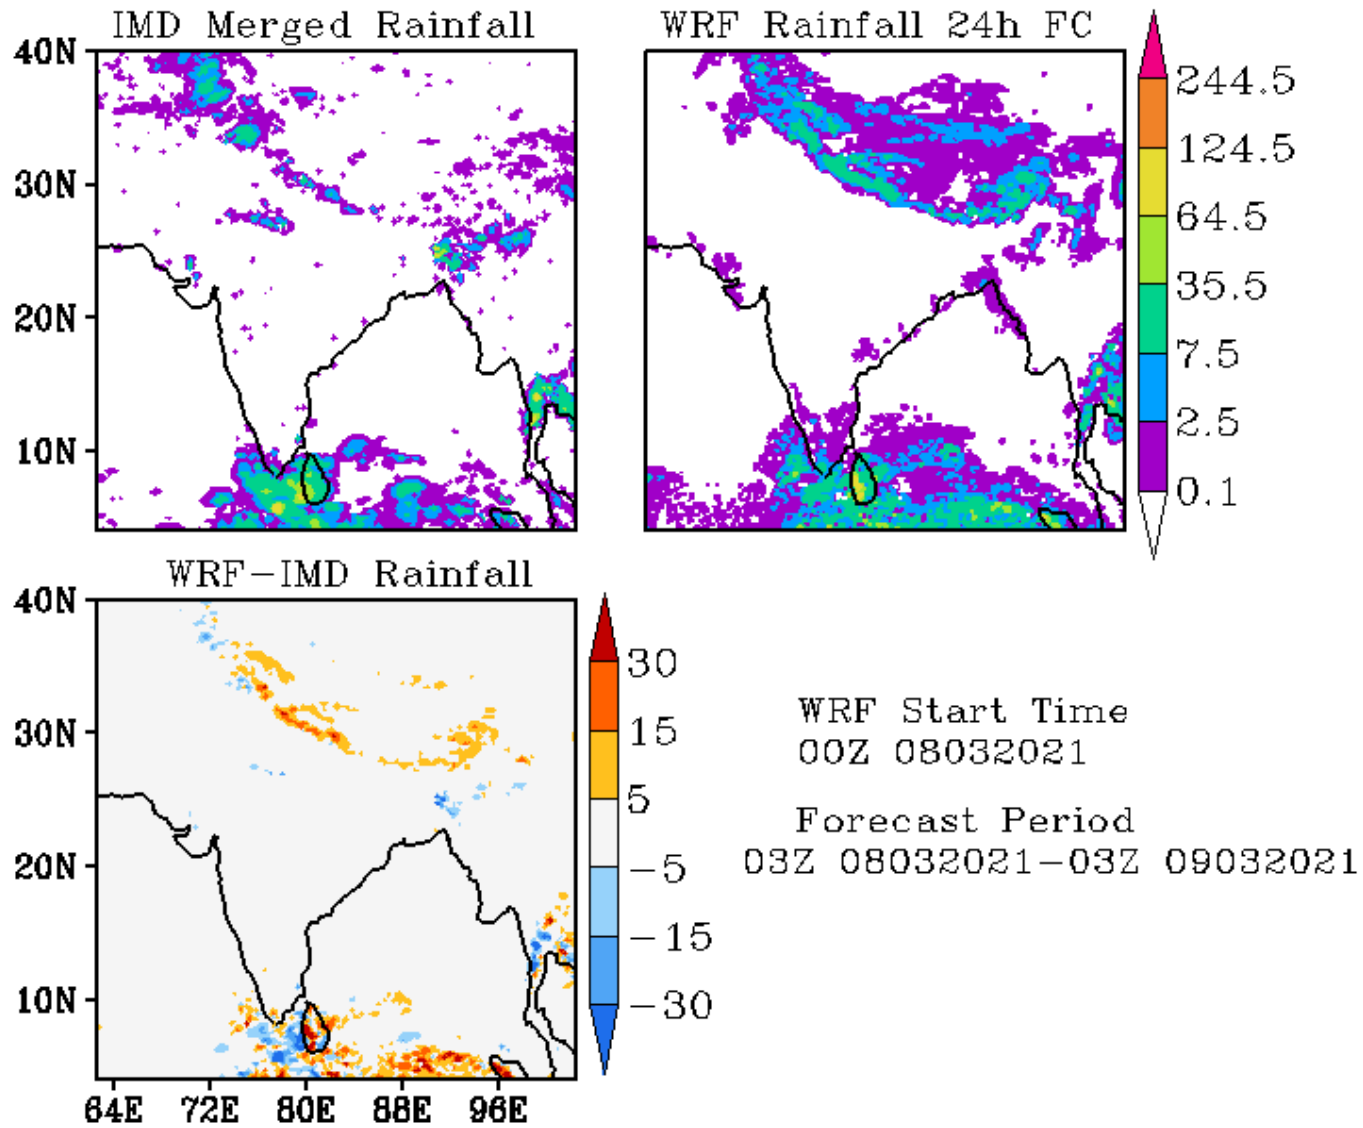 IMD Merged Rainfall
WRF Rainfall 24h FC
40N
30N
20N
10N
244.5
124.5
64.5
35.5
7.5
2.5
0.1
WRF-IMD Rainfall
40N
30N
20N
10N
64E 72E 80E 88E 96E
30
15
5
-5
-15
-30
WRF Start Time
00Z 08032021
Forecast Period
03Z 08032021-03Z 09032021